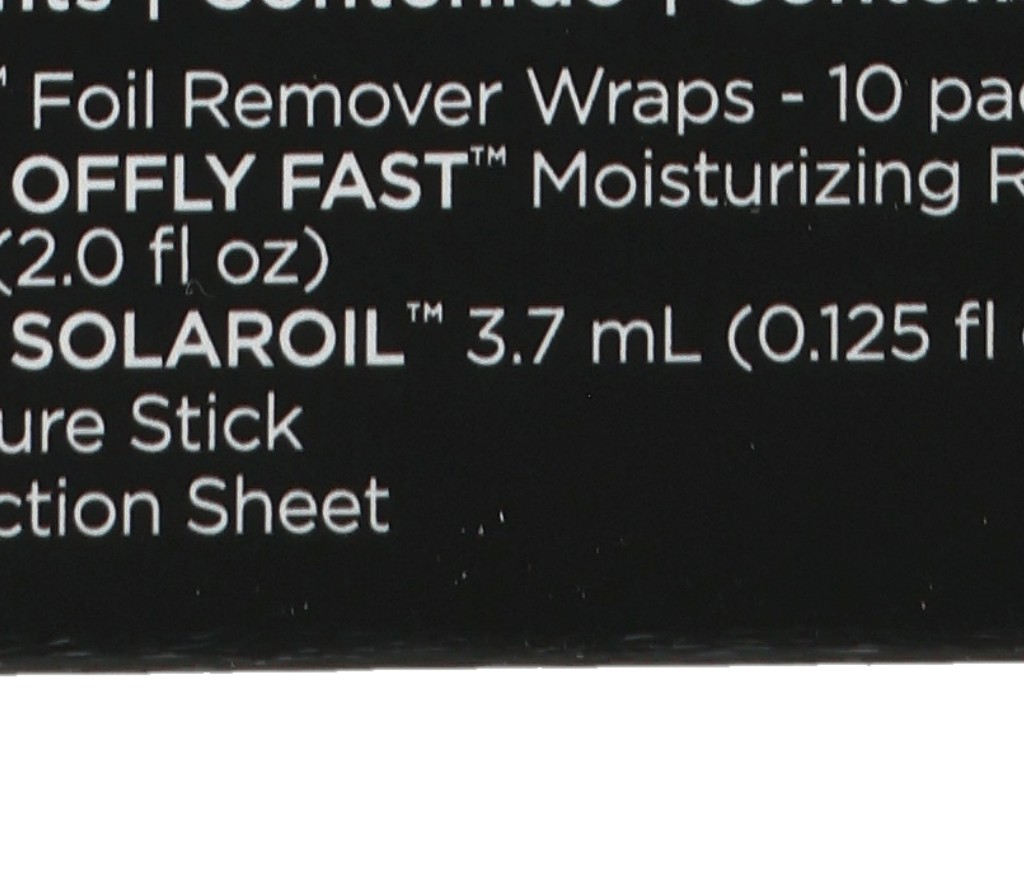 | Contenido |
Foil Remover Wraps - 10
OFFLY FAST™ Moisturizing
(2.0 fl oz)
SOLAROIL™ 3.7 mL (0.125 fl
Stick
Sheet